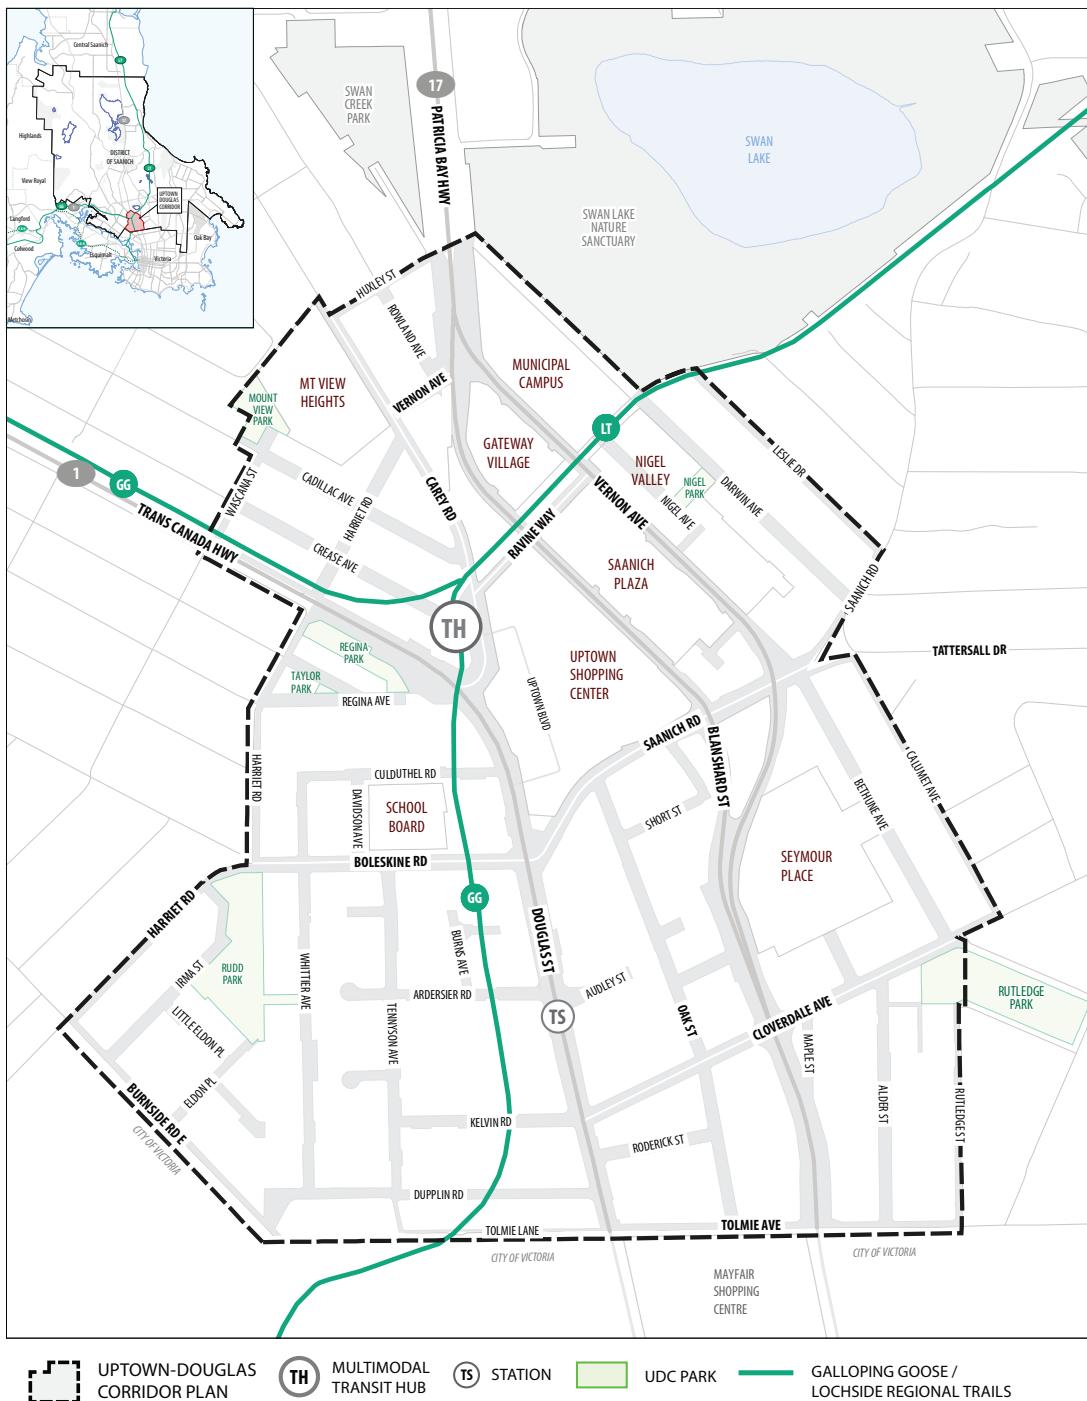 Central Saanich
LT
17
Highlands
DISTRICT
OF SAANICH
LT
View Royal
UPTOWN
DOUGLAS
CORRIDOR
GG
1
Langford
GG
Colwood
Esquimalt
Oak Bay
Victoria
Metchosin
SWAN
CREEK
PARK
17
PATRICIA BAY HWY
SWAN
LAKE
SWAN LAKE
NATURE
SANCTUARY
HUXLEY ST
ROWLAND AVE
MT VIEW
HEIGHTS
VERNON AVE
MUNICIPAL
CAMPUS
MOUNT
VIEW
PARK
GATEWAY
VILLAGE
LT
NIGEL
VALLEY
NIGEL
PARK
LESLIE DR
DARWIN AVE
NIGEL AVE
VERNON AVE
1
GG
WASCANA ST
CADILLAC AVE
HARRIET RD
CAREY RD
RAVINE WAY
TRANS CANADA HWY
CREASE AVE
SAANICH
PLAZA
SAANICH RD
TH
REGINA
PARK
TAYLOR
PARK
REGINA AVE
UPTOWN
SHOPPING
CENTER
UPTOWN BLVD
TATTERSALL DR
SAANICH RD
BLANSHARD ST
HARRIET RD
CULDUTHEL RD
DAVIDSON AVE
SCHOOL
BOARD
SHORT ST
BETHUNE AVE
CALUMET AVE
BOLESKINE RD
SEYMOUR
PLACE
HARRIET RD
GG
DOUGLAS ST
IRMA ST
RUDD
PARK
WHITTIER AVE
BURNS AVE
ARDERSIER RD
AUDLEY ST
TS
RUTLEDGE
PARK
LITTLE ELDON PL
TENNYSON AVE
OAK ST
CLOVERDALE AVE
MAPLE ST
ELDON PL
BURNSIDE RD E
CITY OF VICTORIA
KELVIN RD
RODERICK ST
ALDER ST
RUTLEDGE ST
DUPPLIN RD
TOLMIE LANE
TOLMIE AVE
CITY OF VICTORIA
CITY OF VICTORIA
MAYFAIR
SHOPPING
CENTRE
UPTOWN-DOUGLAS
CORRIDOR PLAN
TH
MULTIMODAL
TRANSIT HUB
TS
STATION
UDC PARK
GALLOPING GOOSE /
LOCHSIDE REGIONAL TRAILS